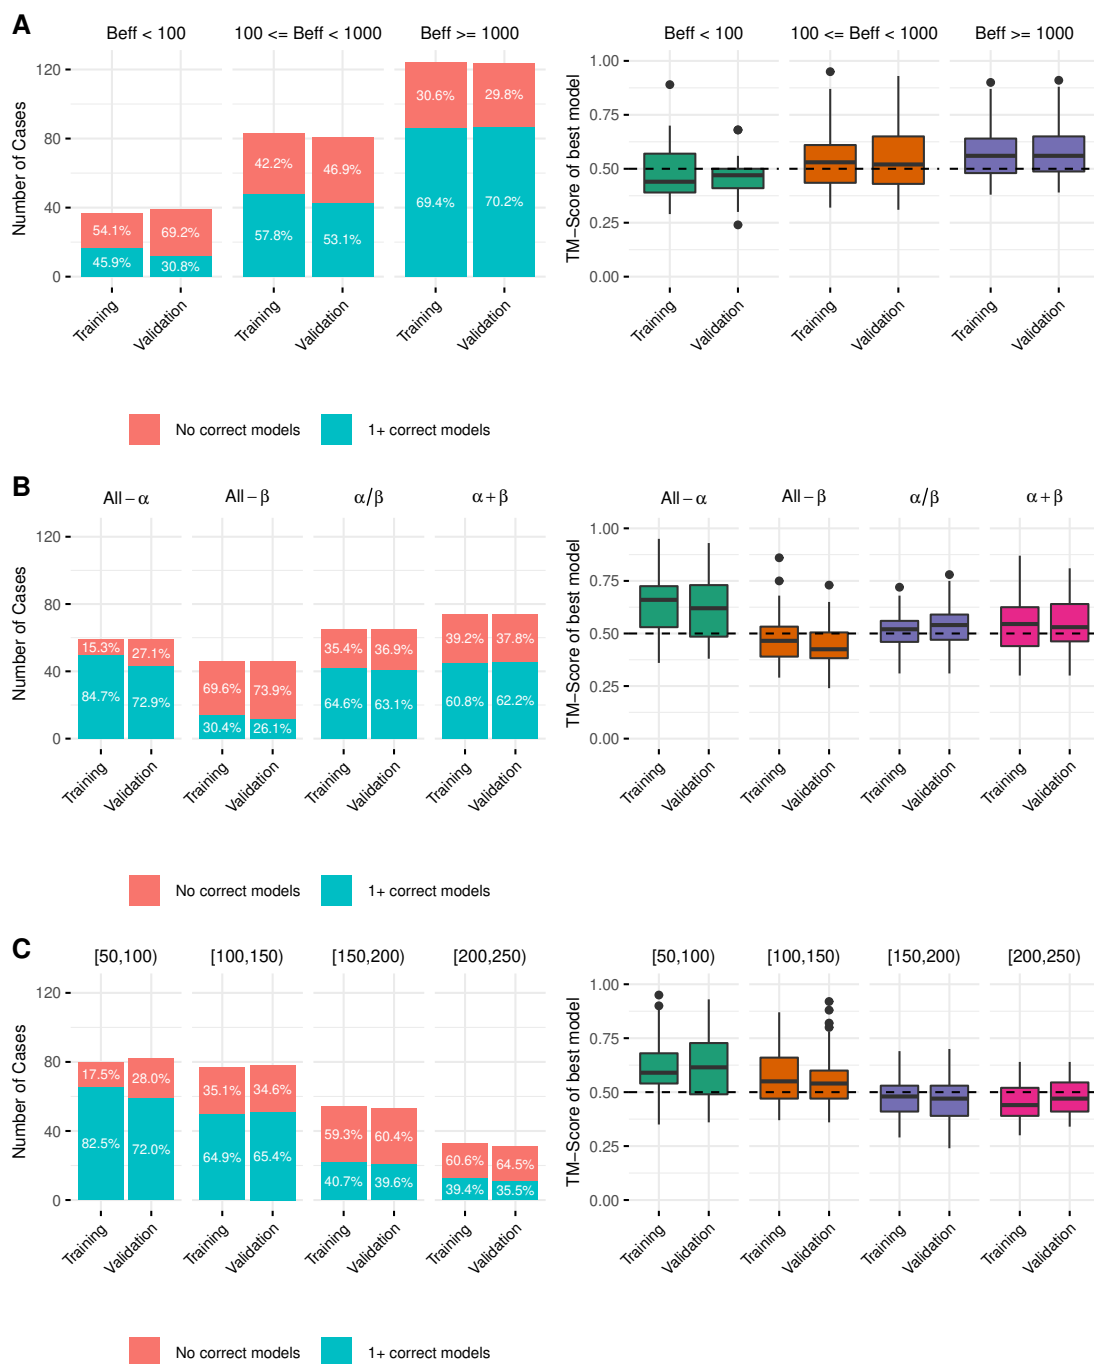 A
Beff < 100
100 <= Beff < 1000
Beff >= 1000
Number of Cases
120
80
40
0
54.1%
45.9%
69.2%
30.8%
42.2%
57.8%
46.9%
53.1%
30.6%
69.4%
29.8%
70.2%
Training
Validation
Training
Validation
Training
Validation
No correct models
1+ correct models
Beff < 100
100 <= Beff < 1000
Beff >= 1000
TM−Score of best model
1.00
0.75
0.50
0.25
0.00
Training
Validation
Training
Validation
Training
Validation
B
All − α
All − β
α/β
α + β
Number of Cases
120
80
40
0
15.3%
84.7%
27.1%
72.9%
69.6%
30.4%
73.9%
26.1%
35.4%
64.6%
36.9%
63.1%
39.2%
60.8%
37.8%
62.2%
Training
Validation
Training
Validation
Training
Validation
Training
Validation
No correct models
1+ correct models
All − α
All − β
α/β
α + β
TM−Score of best model
1.00
0.75
0.50
0.25
0.00
Training
Validation
Training
Validation
Training
Validation
Training
Validation
C
[50,100)
[100,150)
[150,200)
[200,250)
Number of Cases
120
80
40
0
17.5%
82.5%
28.0%
72.0%
35.1%
64.9%
34.6%
65.4%
59.3%
40.7%
60.4%
39.6%
60.6%
39.4%
64.5%
35.5%
Training
Validation
Training
Validation
Training
Validation
Training
Validation
No correct models
1+ correct models
[50,100)
[100,150)
[150,200)
[200,250)
TM−Score of best model
1.00
0.75
0.50
0.25
0.00
Training
Validation
Training
Validation
Training
Validation
Training
Validation